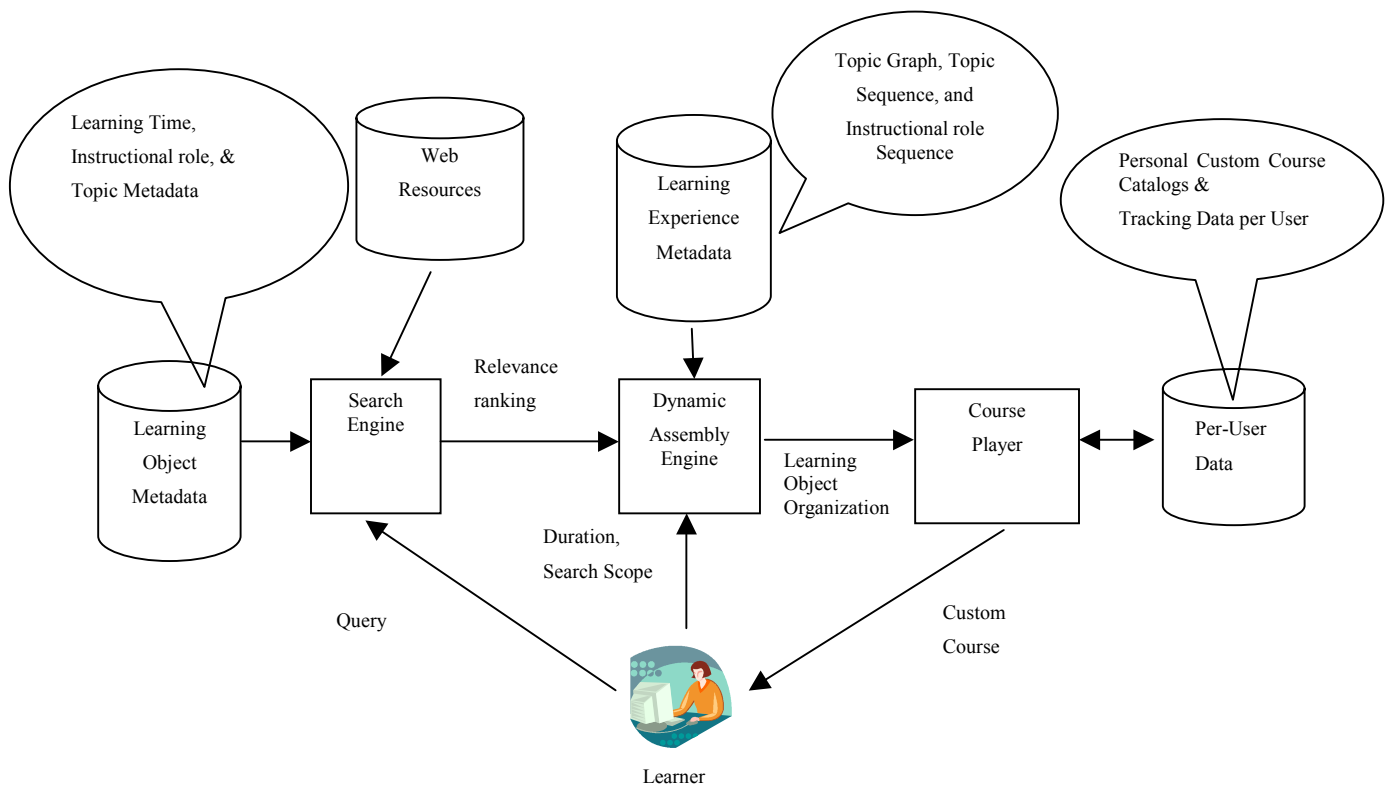 Learning Time,
Instructional role, &
Topic Metadata
Web
Resources
Topic Graph, Topic
Sequence, and
Instructional role
Sequence
Learning
Experience
Metadata
Personal Custom Course
Catalogs &
Tracking Data per User
Learning
Object
Metadata
Search
Engine
Relevance
ranking
Dynamic
Assembly
Engine
Learning
Object
Organization
Course
Player
Per-User
Data
Duration,
Search Scope
Query
Custom
Course
Learner